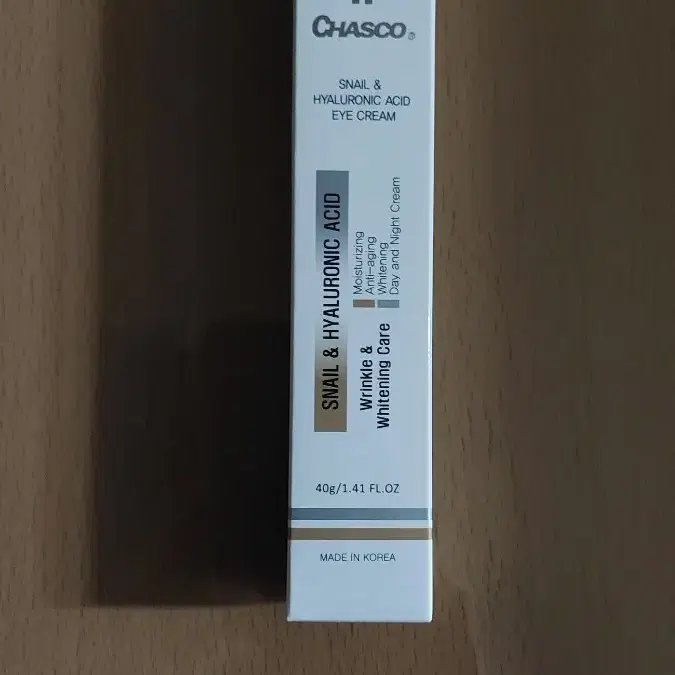 CHASCO®
SNAIL &
HYALURONIC ACID
EYE CREAM
SNAIL & HYALURONIC ACID
Wrinkle &
Whitening Care
Moisturizing
Anti-aging
Whitening
Day and Night Cream
40g/1.41 FL.OZ
MADE IN KOREA